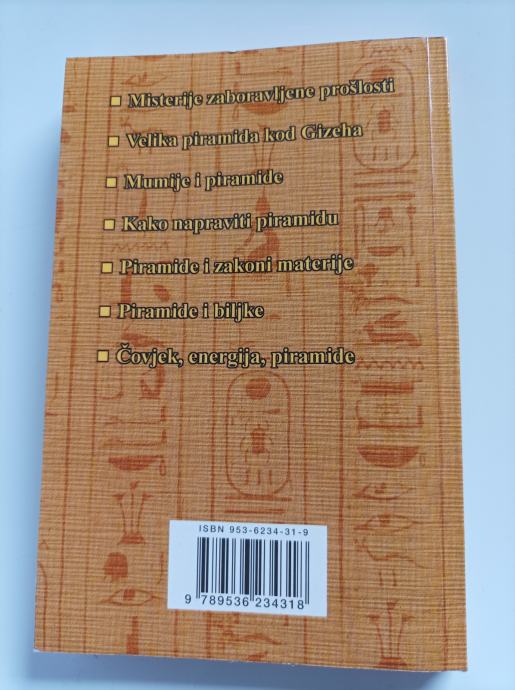 Misterije zaboravljene prošlosti
Velika piramida kod Gizeha
Mumije i piramide
Kako napraviti piramidu
Piramide i zakoni materije
Piramide i biljke
Čovjek, energija, piramide
ISBN 953-6234-31-9
9 789536 234318